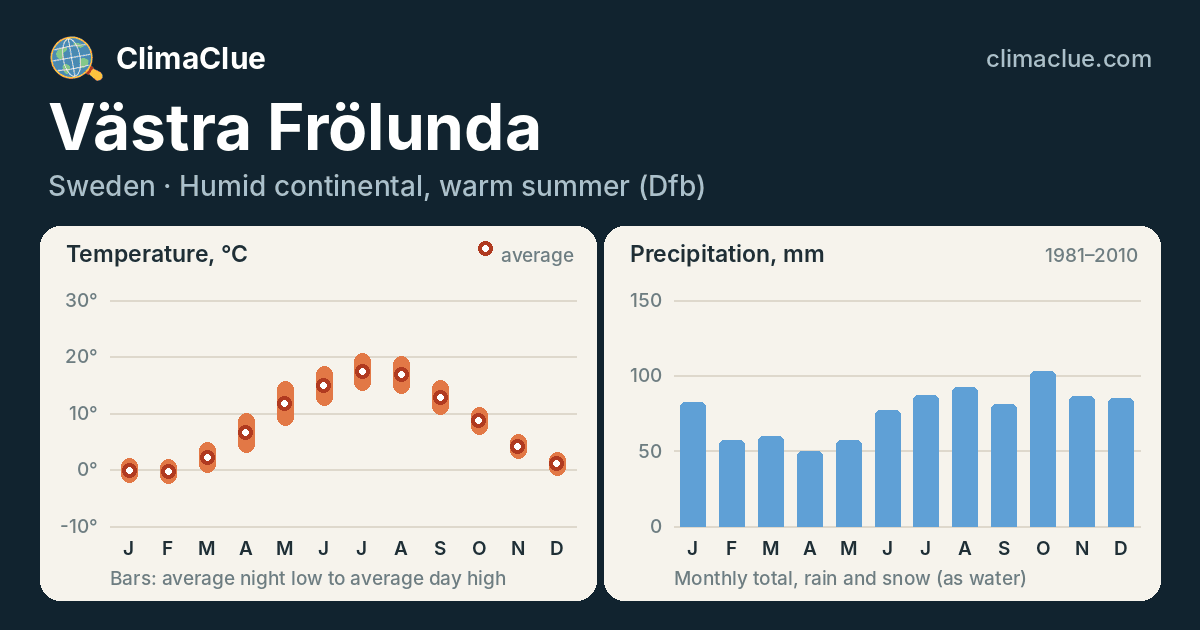 ClimaClue
climaclue.com
Västra Frölunda
Sweden · Humid continental, warm summer (Dfb)
Temperature, °C
average
30°
20°
10°
0°
-10°
J F M A M J J A S O N D
Bars: average night low to average day high
Precipitation, mm
1981–2010
150
100
50
0
J F M A M J J A S O N D
Monthly total, rain and snow (as water)